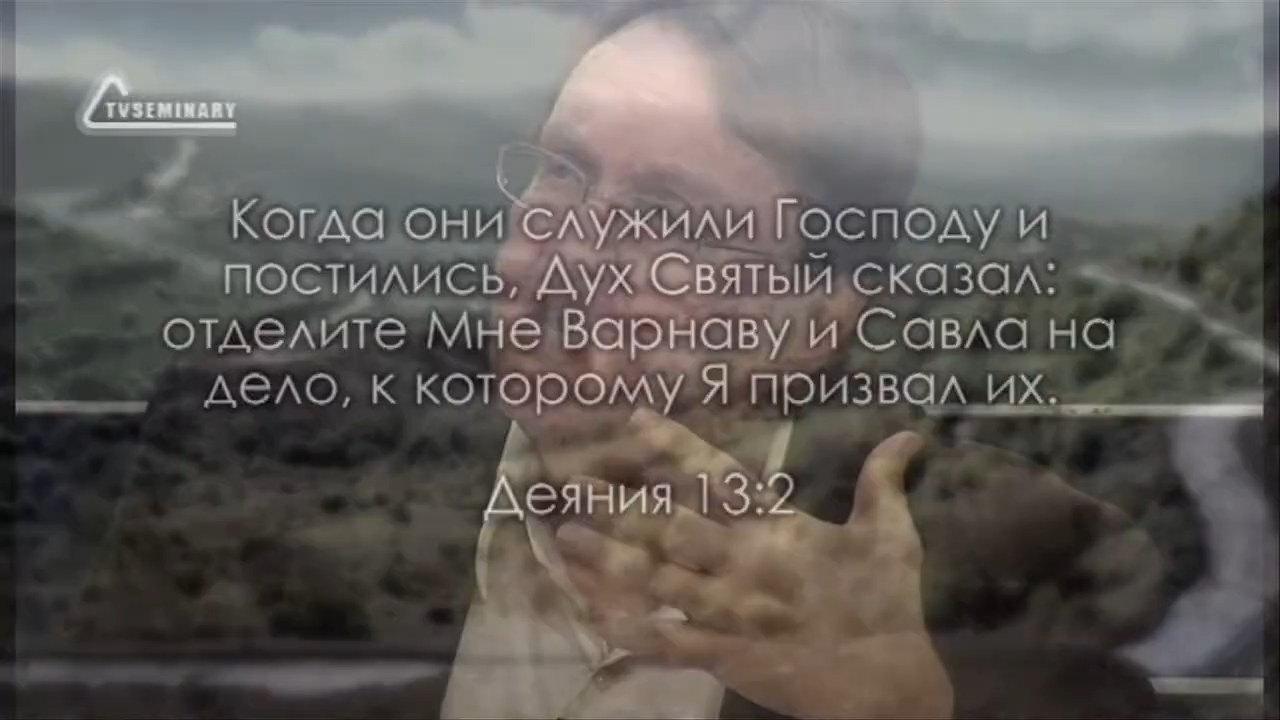 TVSEMINARY
Когда они служили Господу и
постились, Дух Святый сказал:
отделите Мне Варнаву и Савла на
дело, к которому Я призвал их.
Деяния 13:2